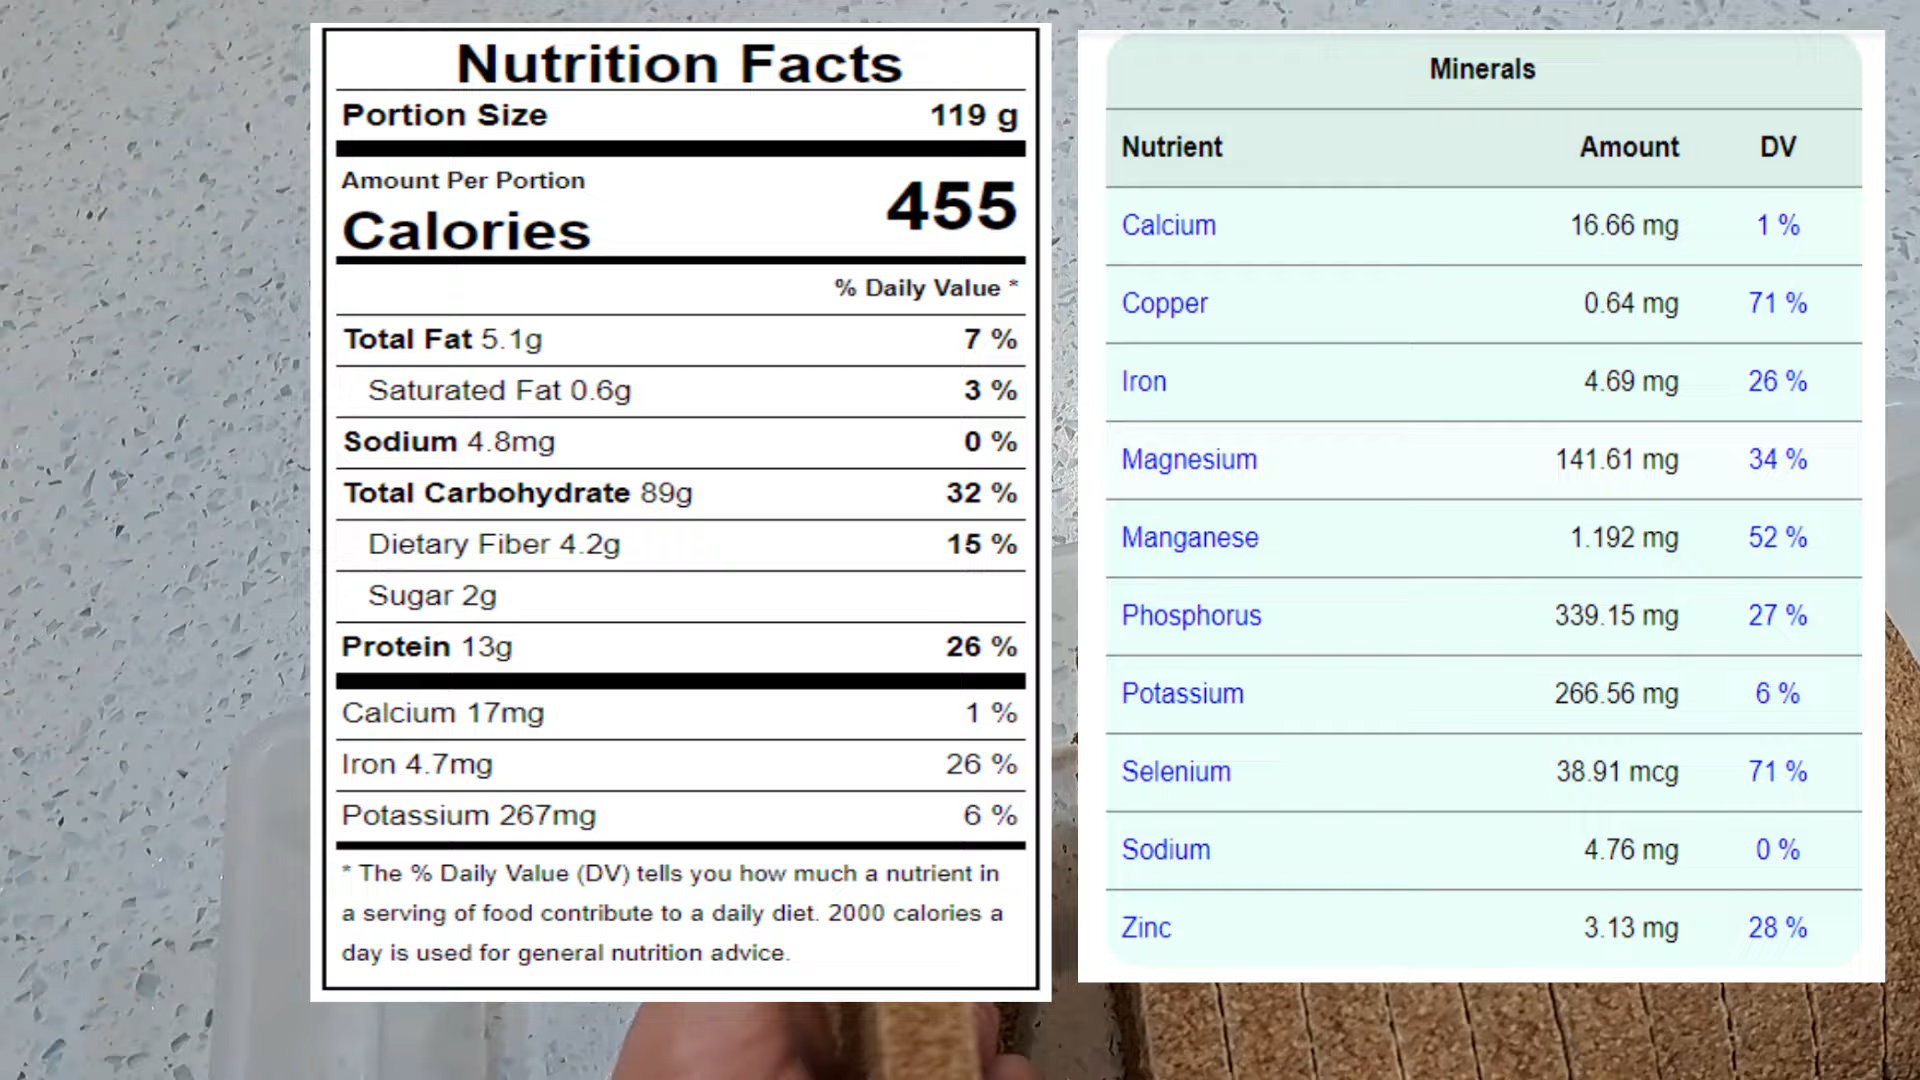 Nutrition Facts
Portion Size 119 g
Amount Per Portion
Calories 455
% Daily Value *
Total Fat 5.1g 7 %
Saturated Fat 0.6g 3 %
Sodium 4.8mg 0 %
Total Carbohydrate 89g 32 %
Dietary Fiber 4.2g 15 %
Sugar 2g
Protein 13g 26 %
Calcium 17mg 1 %
Iron 4.7mg 26 %
Potassium 267mg 6 %
* The % Daily Value (DV) tells you how much a nutrient in
a serving of food contribute to a daily diet. 2000 calories a
day is used for general nutrition advice.
Minerals
Nutrient Amount DV
Calcium 16.66 mg 1 %
Copper 0.64 mg 71 %
Iron 4.69 mg 26 %
Magnesium 141.61 mg 34 %
Manganese 1.192 mg 52 %
Phosphorus 339.15 mg 27 %
Potassium 266.56 mg 6 %
Selenium 38.91 mcg 71 %
Sodium 4.76 mg 0 %
Zinc 3.13 mg 28 %